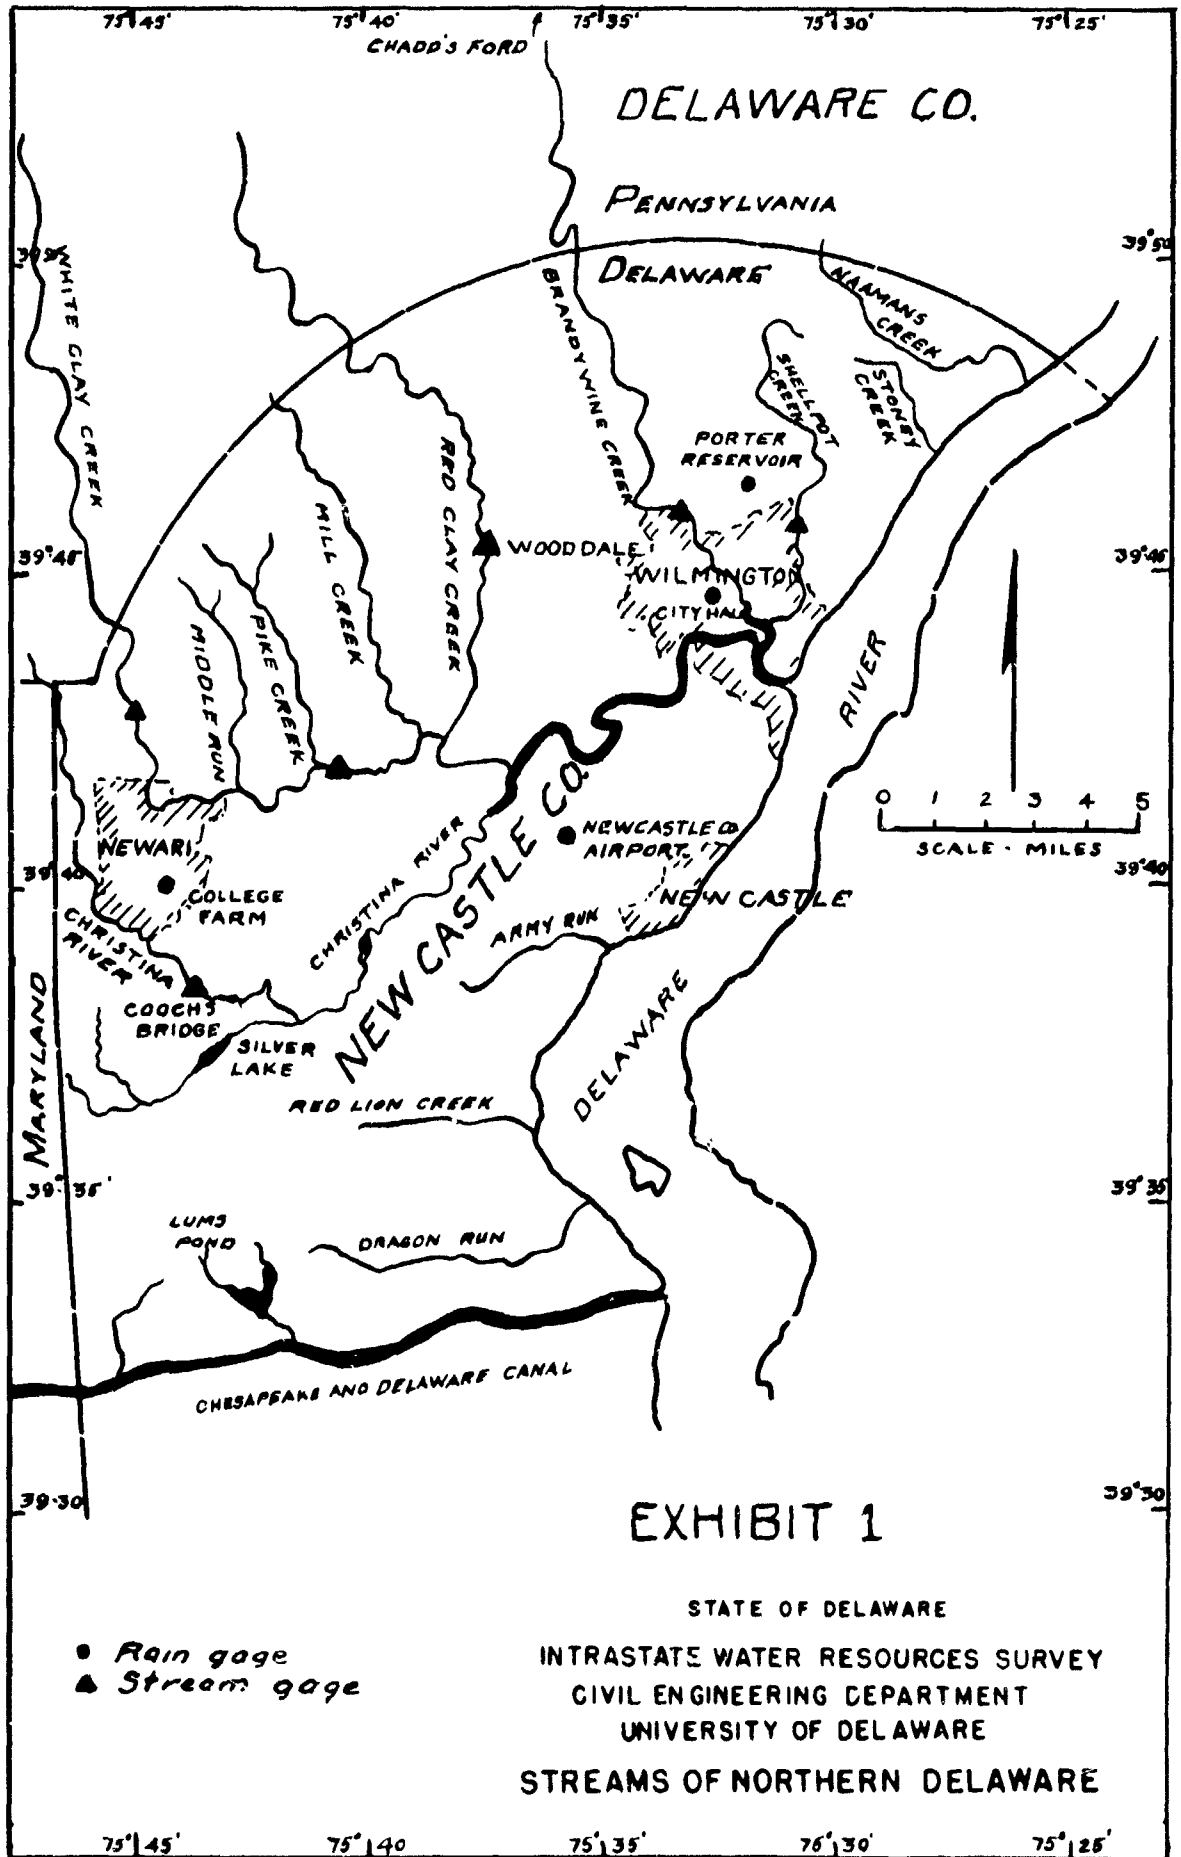 75° 45'
75° 40'
75° 35'
75° 30'
75° 25'
CHADD'S FORD
DELAWARE CO.
PENNSYLVANIA
DELAWARE
39° 50
NAAMANS
CREEK
WHITE CLAY CREEK
BRANDYWINE CREEK
SHELLPOT
CREEK
STONEY
CREEK
PORTER
RESERVOIR
RED CLAY CREEK
MILL CREEK
WOODDALE
39° 45'
39° 45
WILMINGTON
CITY HALL
PIKE CREEK
MIDDLE RUN
RIVER
0 1 2 3 4 5
SCALE - MILES
NEWARK
COLLEGE
FARM
39° 40
39° 40
NEWCASTLE CO
AIRPORT
NEW CASTLE
CHRISTINA RIVER
NEW CASTLE CO.
ARMY RUN
CHRISTINA
RIVER
COOCHS
BRIDGE
SILVER
LAKE
DELAWARE
MARYLAND
RED LION CREEK
39° 35'
39° 35
LUMS
POND
DRAGON RUN
CHESAPEAKE AND DELAWARE CANAL
39·30
39° 30
EXHIBIT 1
STATE OF DELAWARE
Rain gage
Stream gage
INTRASTATE WATER RESOURCES SURVEY
CIVIL ENGINEERING DEPARTMENT
UNIVERSITY OF DELAWARE
STREAMS OF NORTHERN DELAWARE
75° 45'
75° 40
75° 35'
76° 30'
75° 25'